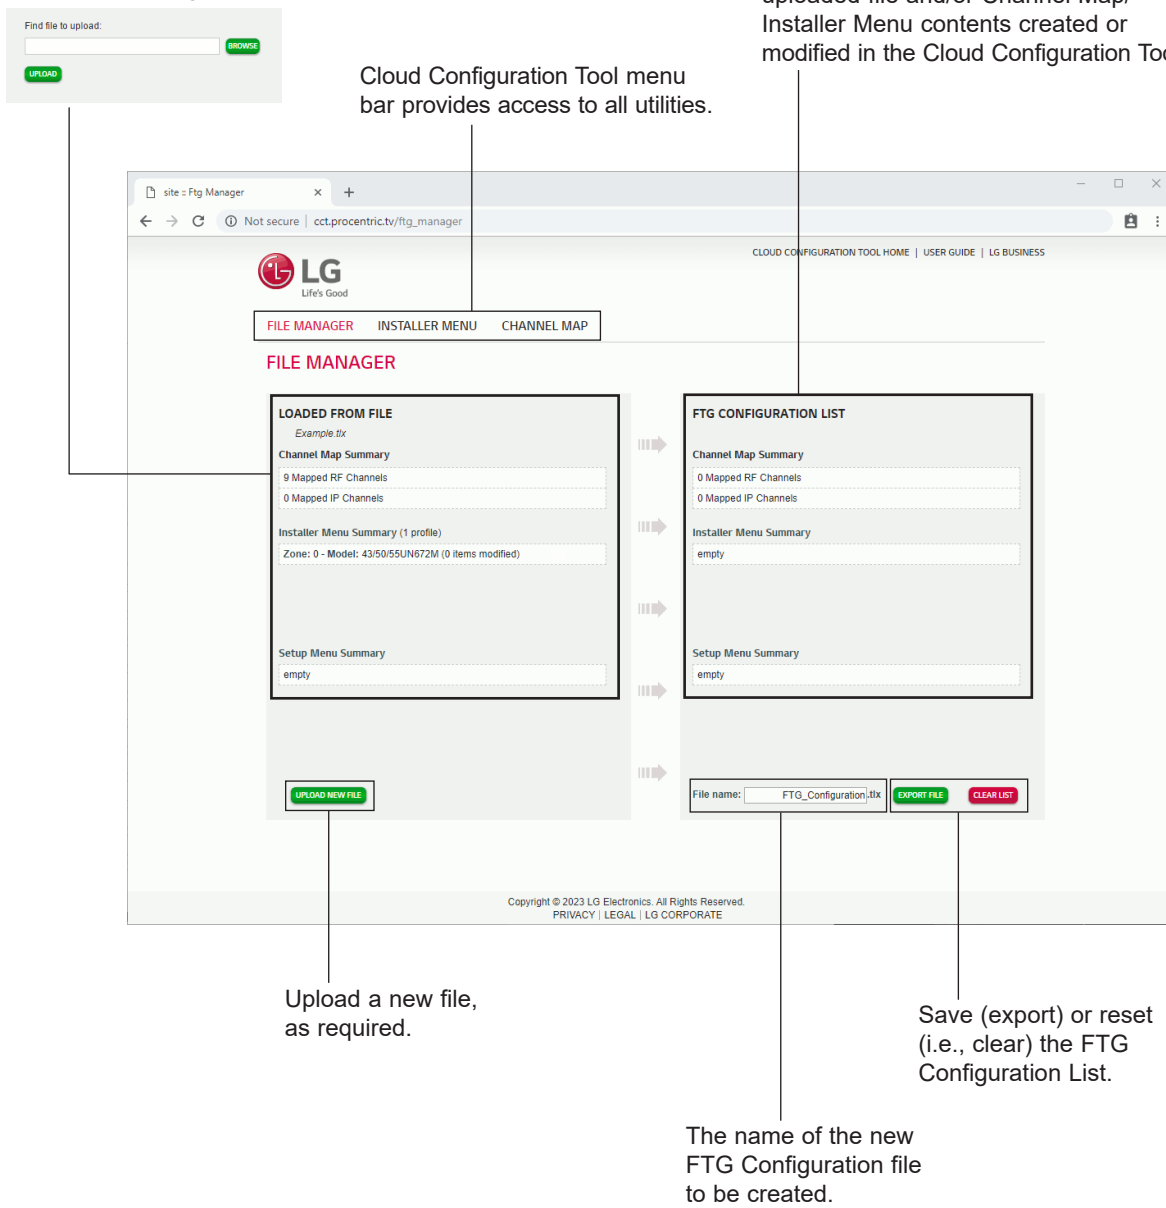 uploaded file and/or Channel Map/
Installer Menu contents created or
modified in the Cloud Configuration
Find file to upload:
BROWSE
UPLOAD
Cloud Configuration Tool menu
bar provides access to all utilities.
site :: Ftg Manager
Not secure | cct.procentric.tv/ftg_manager
CLOUD CONFIGURATION TOOL HOME | USER GUIDE | LG BUSINESS
LG
Life's Good
FILE MANAGER INSTALLER MENU CHANNEL MAP
FILE MANAGER
LOADED FROM FILE
Example.tlx
Channel Map Summary
9 Mapped RF Channels
0 Mapped IP Channels
Installer Menu Summary (1 profile)
Zone: 0 - Model: 43/50/55UN672M (0 items modified)
Setup Menu Summary
empty
UPLOAD NEW FILE
FTG CONFIGURATION LIST
Channel Map Summary
0 Mapped RF Channels
0 Mapped IP Channels
Installer Menu Summary
empty
Setup Menu Summary
empty
File name: FTG_Configuration .tlx EXPORT FILE CLEAR LIST
Copyright © 2023 LG Electronics. All Rights Reserved.
PRIVACY | LEGAL | LG CORPORATE
Upload a new file,
as required.
Save (export) or reset
(i.e., clear) the FTG
Configuration List.
The name of the new
FTG Configuration file
to be created.